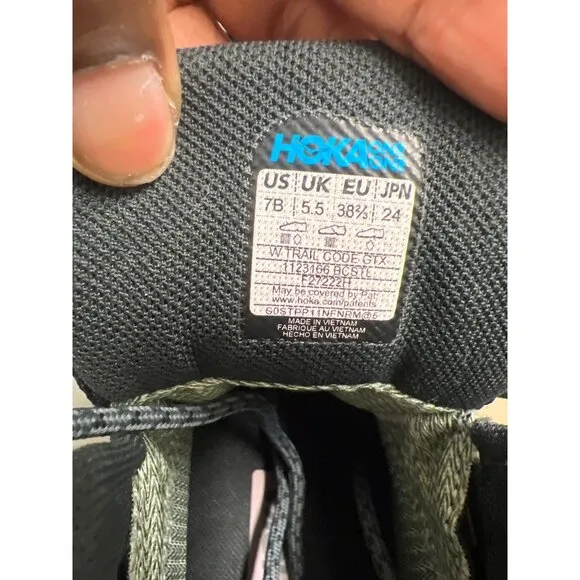 HOKA
US UK EU JPN
7B 5.5 38⅔ 24
W TRAIL CODE GTX
1123166 BCSTL
F27222H
May be covered by Pat.
www.hoka.com/patents
MADE IN VIETNAM
FABRIQUE AU VIETNAM
HECHO EN VIETNAM